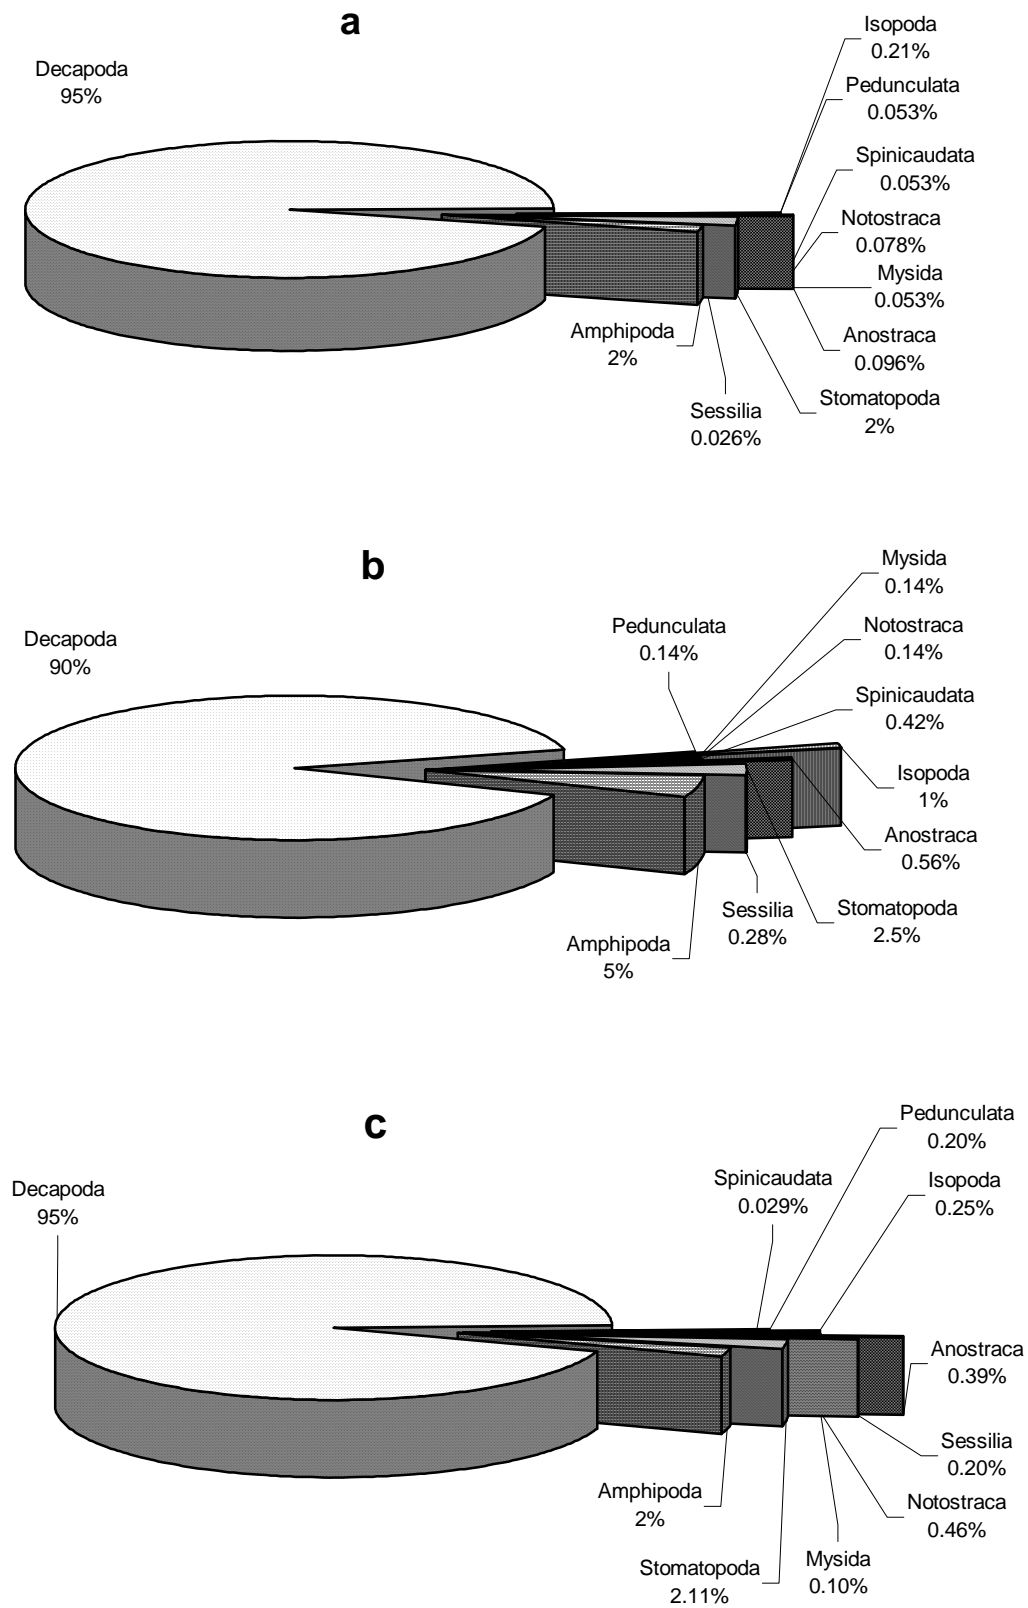 a
Decapoda
95%
Isopoda
0.21%
Pedunculata
0.053%
Spinicaudata
0.053%
Notostraca
0.078%
Mysida
0.053%
Anostraca
0.096%
Stomatopoda
2%
Sessilia
0.026%
Amphipoda
2%
b
Decapoda
90%
Pedunculata
0.14%
Mysida
0.14%
Notostraca
0.14%
Spinicaudata
0.42%
Isopoda
1%
Anostraca
0.56%
Stomatopoda
2.5%
Sessilia
0.28%
Amphipoda
5%
c
Decapoda
95%
Spinicaudata
0.029%
Pedunculata
0.20%
Isopoda
0.25%
Anostraca
0.39%
Sessilia
0.20%
Notostraca
0.46%
Mysida
0.10%
Stomatopoda
2.11%
Amphipoda
2%